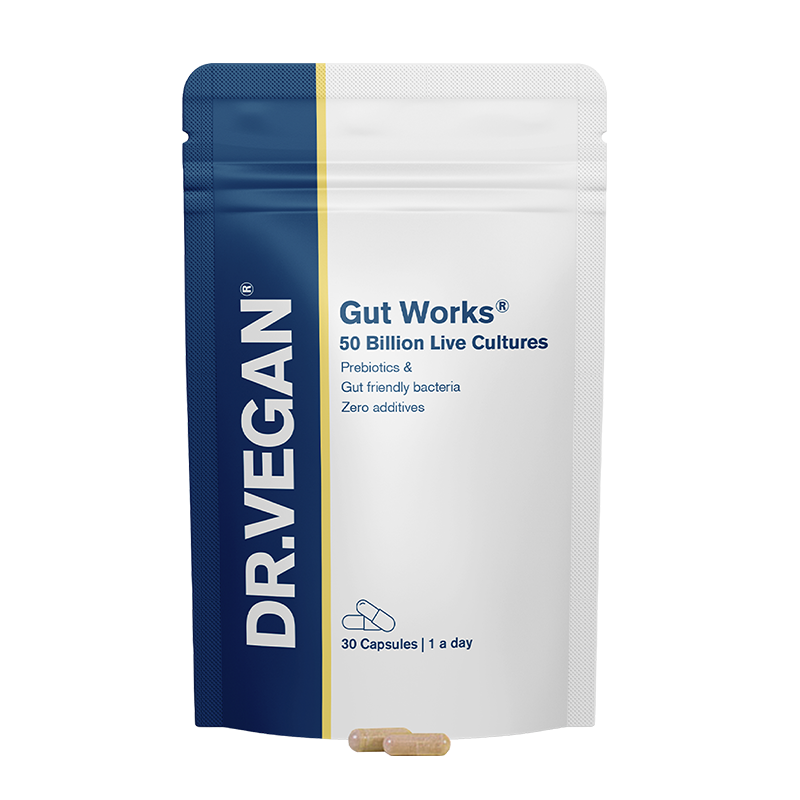 DR.VEGAN®
Gut Works®
50 Billion Live Cultures
Prebiotics &
Gut friendly bacteria
Zero additives
30 Capsules | 1 a day